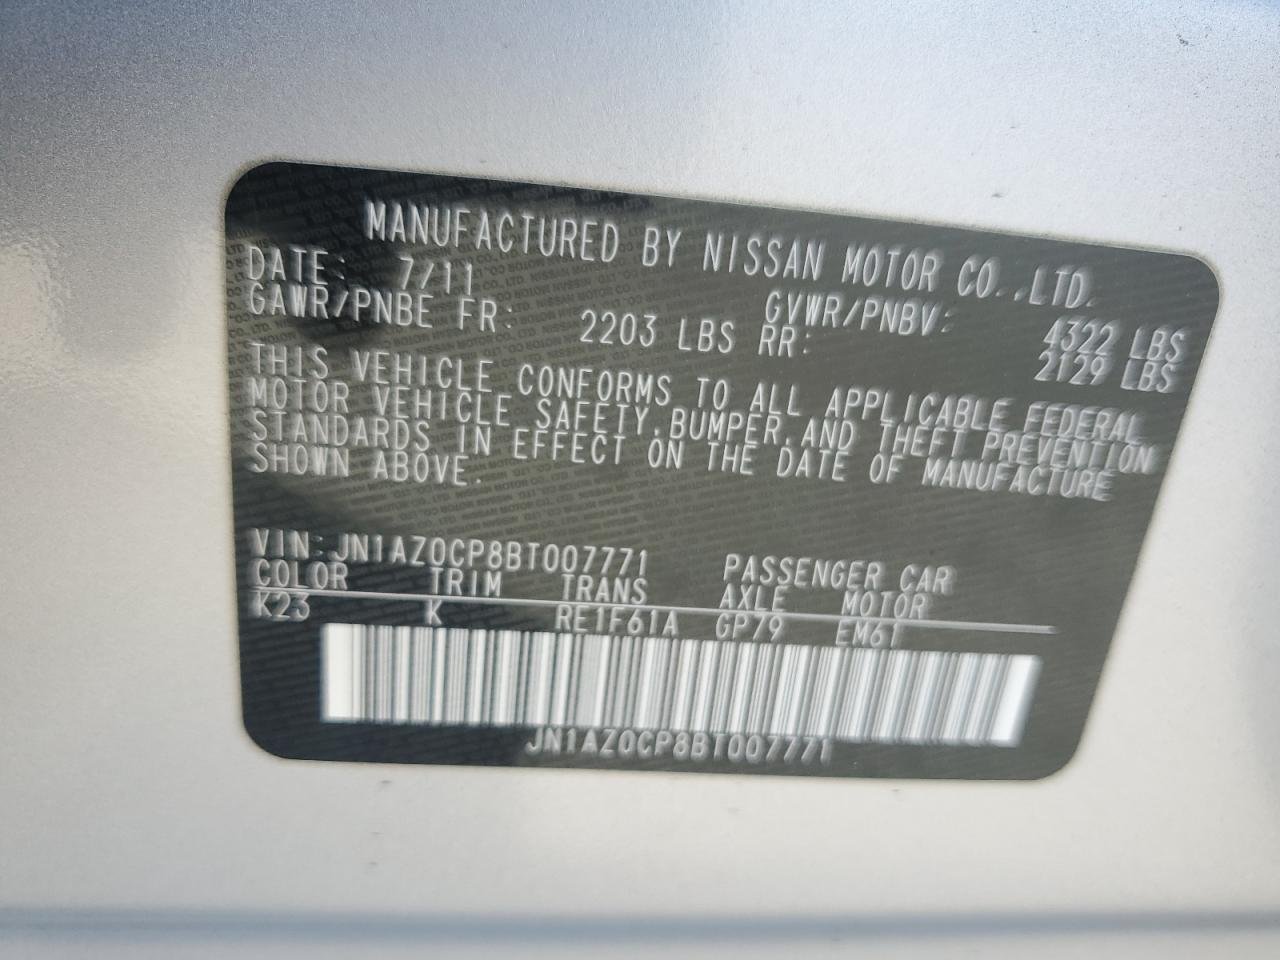 MANUFACTURED BY NISSAN MOTOR CO.,LTD.
DATE: 7/11 GVWR/PNBV: 4322 LBS
GAWR/PNBE FR: 2203 LBS RR: 2129 LBS
THIS VEHICLE CONFORMS TO ALL APPLICABLE FEDERAL
MOTOR VEHICLE SAFETY, BUMPER, AND THEFT PREVENTION
STANDARDS IN EFFECT ON THE DATE OF MANUFACTURE
SHOWN ABOVE.
VIN: JN1AZ0CP8BT007771 PASSENGER CAR
COLOR TRIM TRANS AXLE MOTOR
K23 K RE1F61A GP79 EM61
JN1AZ0CP8BT007771